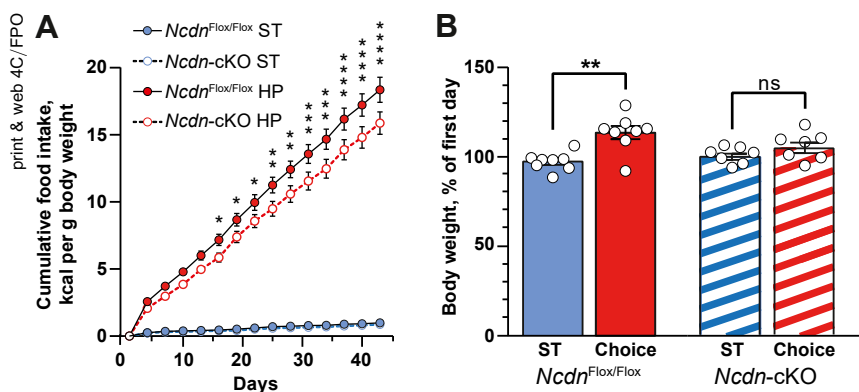 print & web 4C/FPO
A
Ncdn^Flox/Flox ST
Ncdn-cKO ST
Ncdn^Flox/Flox HP
Ncdn-cKO HP
Cumulative food intake,
kcal per g body weight
20
15
10
5
0
0 10 20 30 40
Days
* * * ** ** *** *** **** **** ****
B
Body weight, % of first day
150
100
50
0
**
ns
ST Choice ST Choice
Ncdn^Flox/Flox Ncdn-cKO